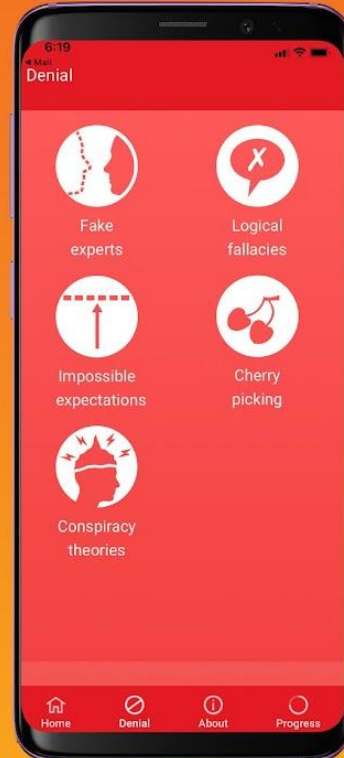 6:19
◀ Mail
Denial
Fake
experts
Logical
fallacies
X
Impossible
expectations
Cherry
picking
Conspiracy
theories
Home
Denial
About
Progress